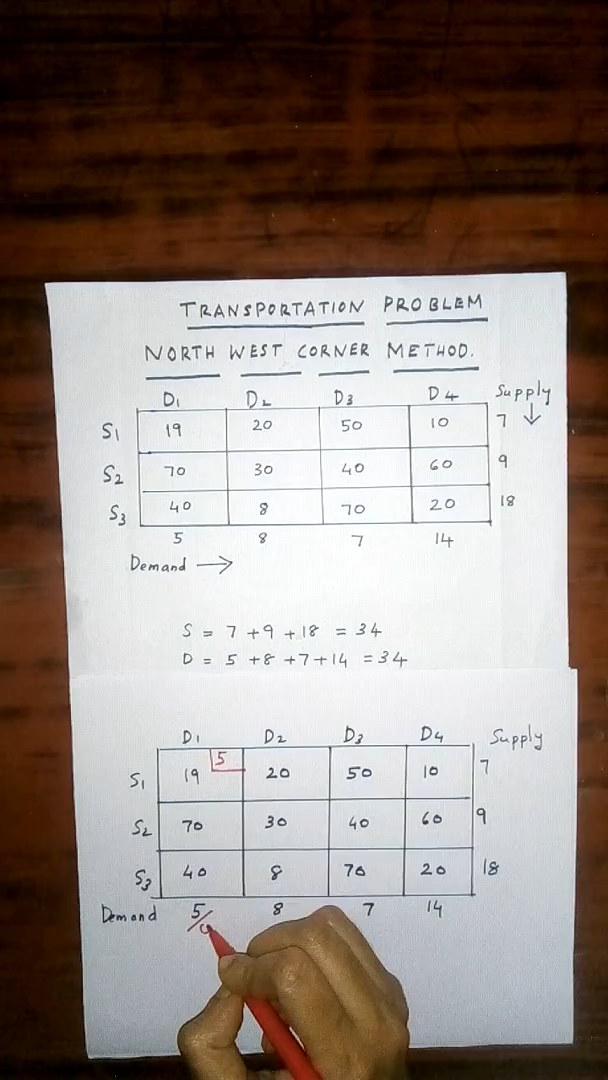 TRANSPORTATION PROBLEM
NORTH WEST CORNER METHOD.
D1 D2 D3 D4 Supply ↓
S1 19 20 50 10 7
S2 70 30 40 60 9
S3 40 8 70 20 18
5 8 7 14
Demand →
S = 7 + 9 + 18 = 34
D = 5 + 8 + 7 + 14 = 34
D1 D2 D3 D4 Supply
S1 19 5 20 50 10 7
S2 70 30 40 60 9
S3 40 8 70 20 18
Demand 5/ 8 7 14